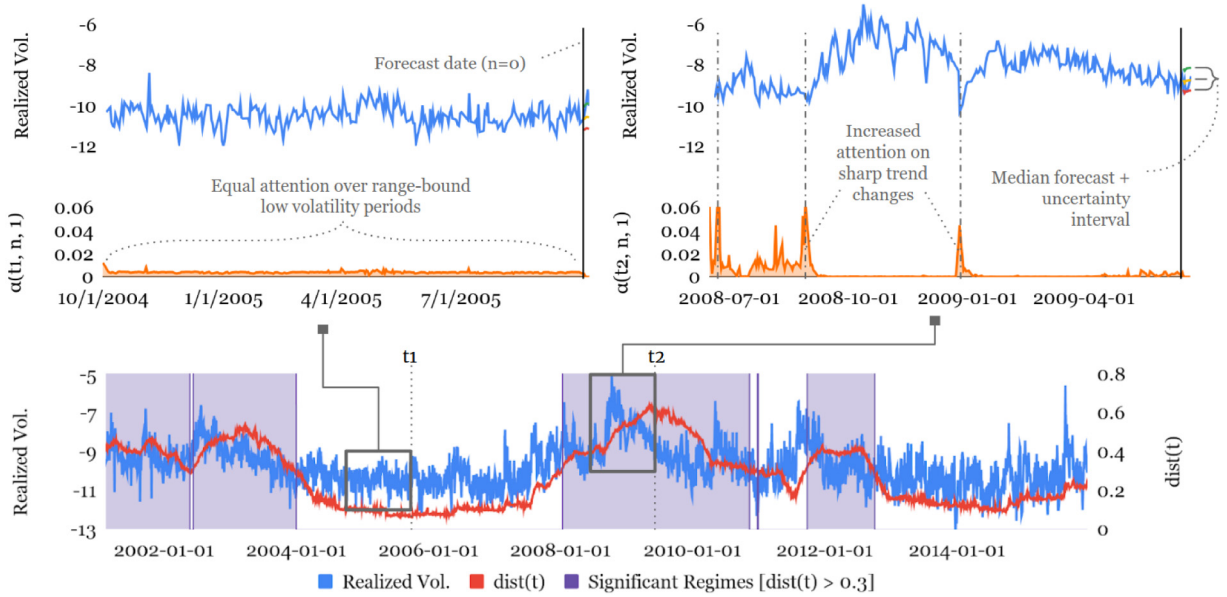 Realized Vol.
-6
-8
-10
-12
Forecast date (n=0)
Equal attention over range-bound
low volatility periods
α(t1, n, 1)
0.06
0.04
0.02
0
10/1/2004
1/1/2005
4/1/2005
7/1/2005
Realized Vol.
-6
-8
-10
-12
Increased
attention on
sharp trend
changes
Median forecast +
uncertainty
interval
α(t2, n, 1)
0.06
0.04
0.02
0
2008-07-01
2008-10-01
2009-01-01
2009-04-01
t1
t2
Realized Vol.
-5
-7
-9
-11
-13
0.8
0.6
0.4
0.2
0
dist(t)
2002-01-01
2004-01-01
2006-01-01
2008-01-01
2010-01-01
2012-01-01
2014-01-01
Realized Vol.
dist(t)
Significant Regimes [dist(t) > 0.3]